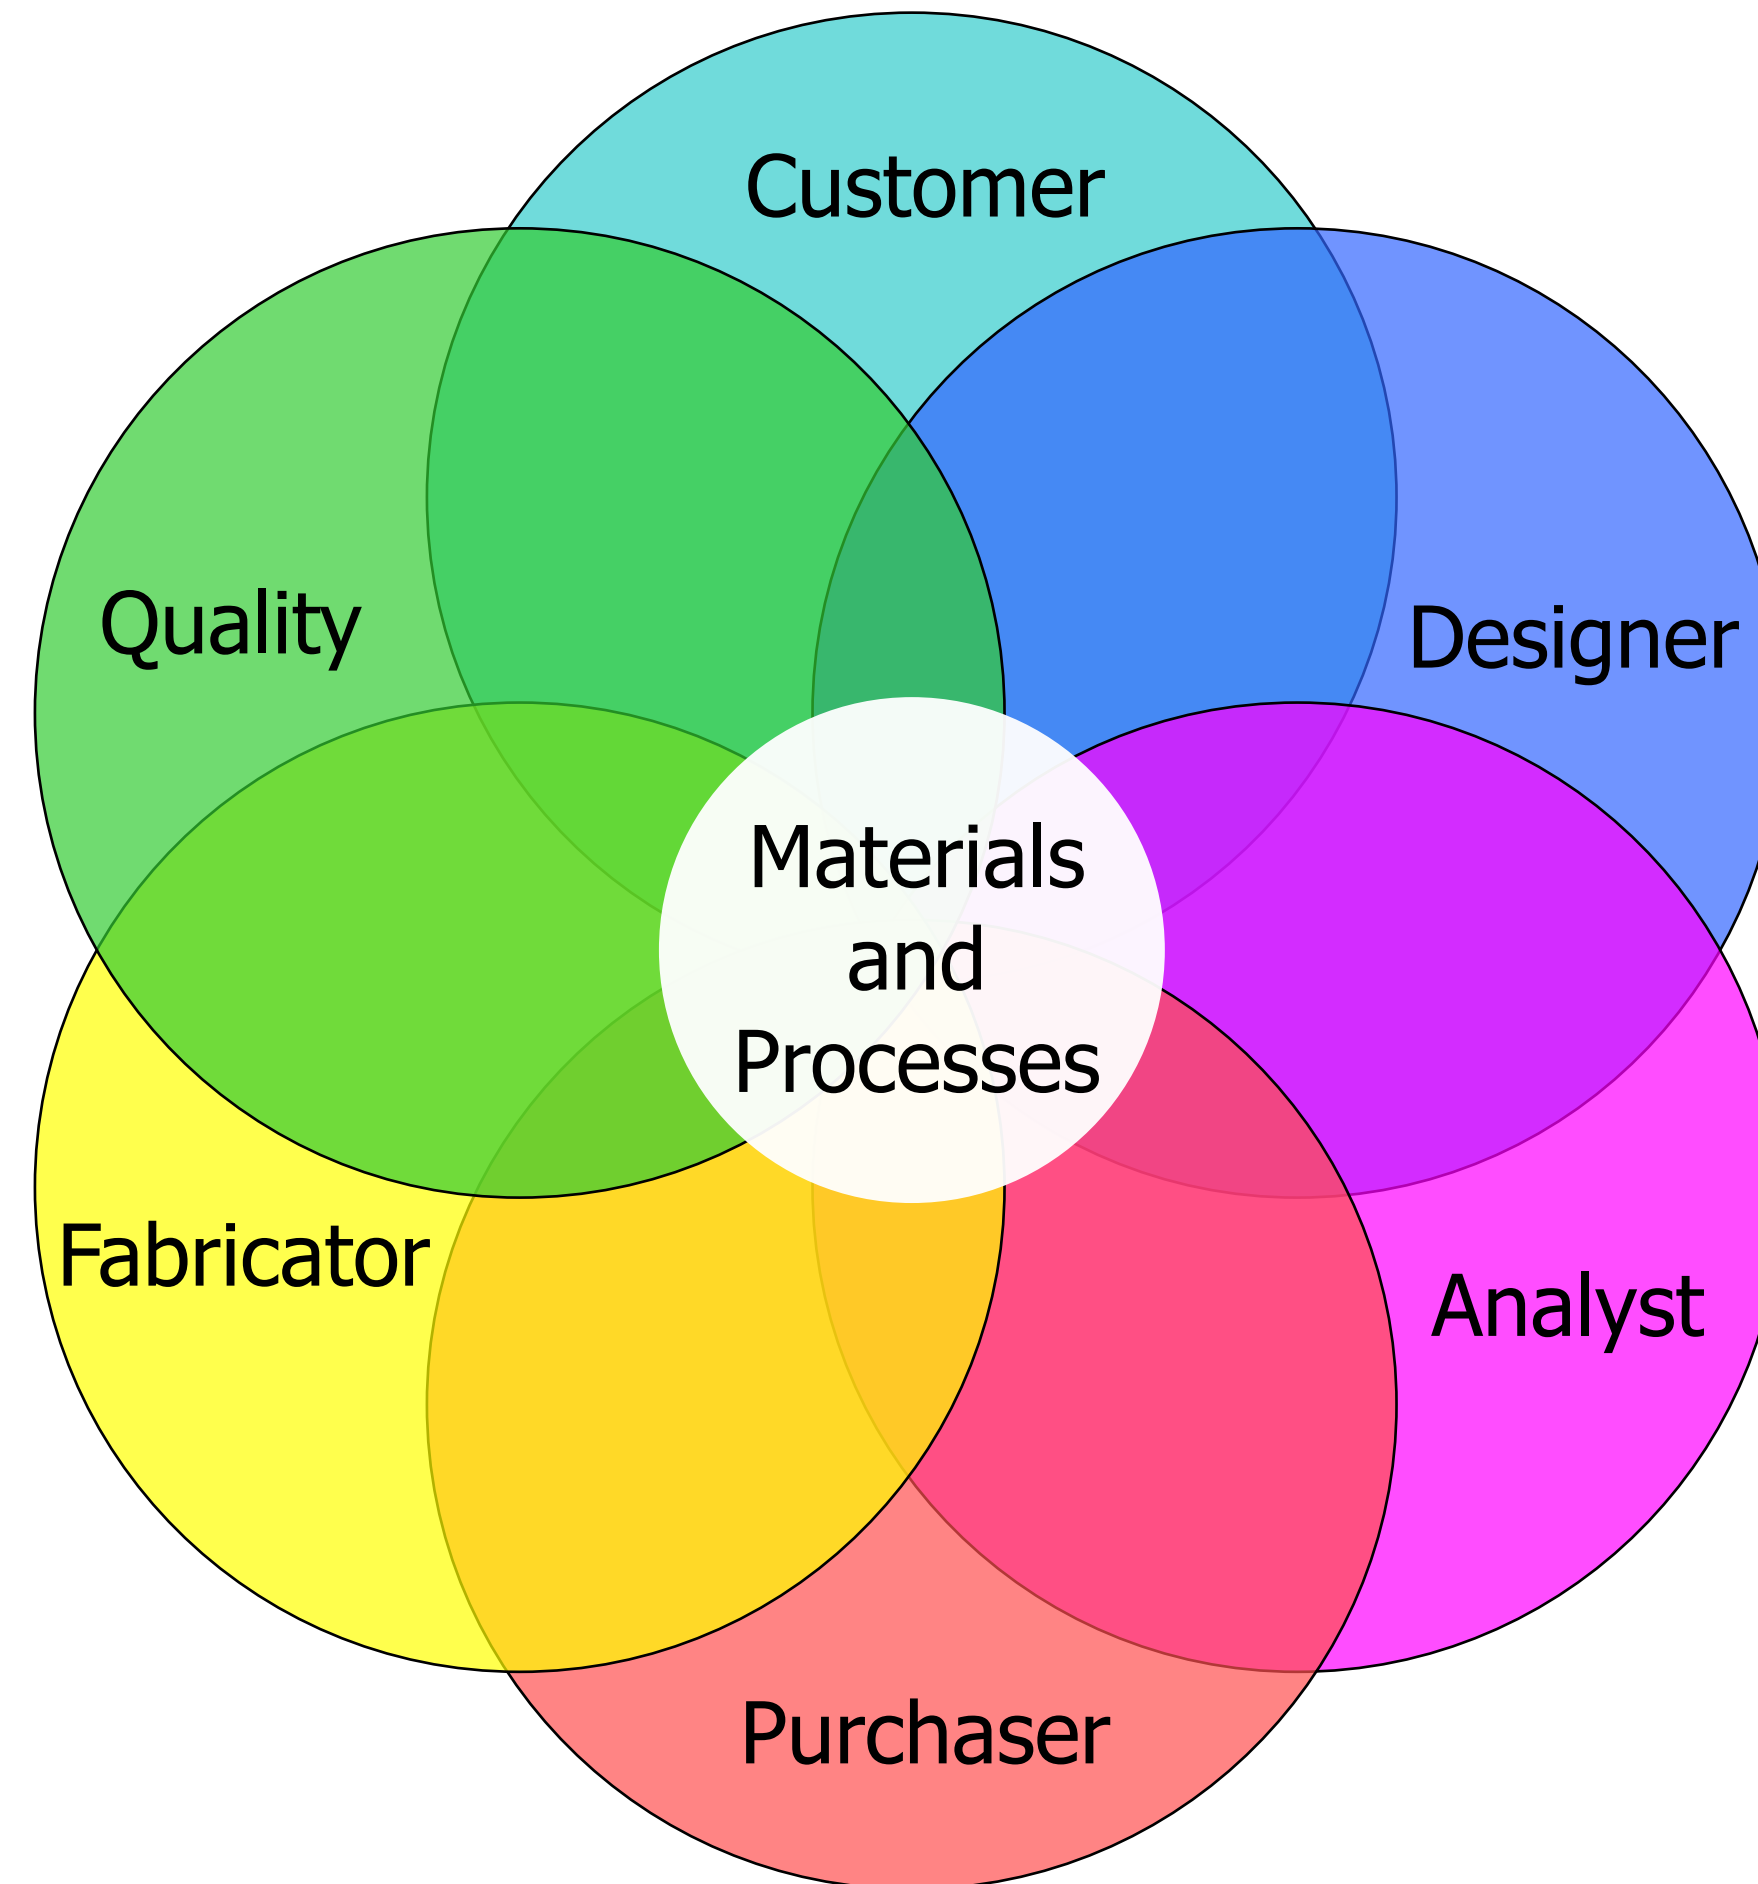 Customer
Quality
Designer
Materials
and
Processes
Fabricator
Analyst
Purchaser